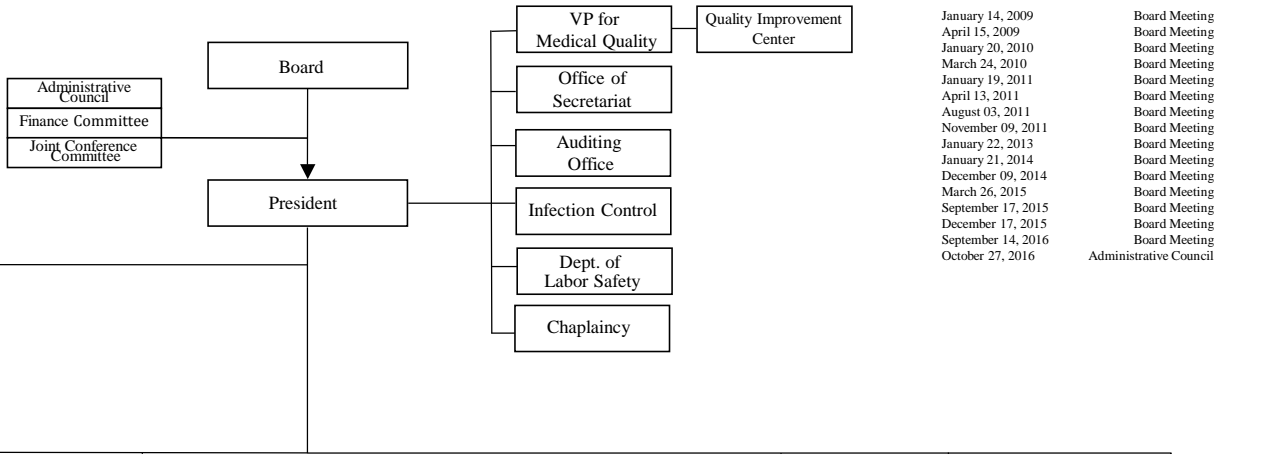 Board
Administrative
Council
Finance Committee
Joint Conference
Committee
President
VP for
Medical Quality
Quality Improvement
Center
Office of
Secretariat
Auditing
Office
Infection Control
Dept. of
Labor Safety
Chaplaincy
January 14, 2009 Board Meeting
April 15, 2009 Board Meeting
January 20, 2010 Board Meeting
March 24, 2010 Board Meeting
January 19, 2011 Board Meeting
April 13, 2011 Board Meeting
August 03, 2011 Board Meeting
November 09, 2011 Board Meeting
January 22, 2013 Board Meeting
January 21, 2014 Board Meeting
December 09, 2014 Board Meeting
March 26, 2015 Board Meeting
September 17, 2015 Board Meeting
December 17, 2015 Board Meeting
September 14, 2016 Board Meeting
October 27, 2016 Administrative Council